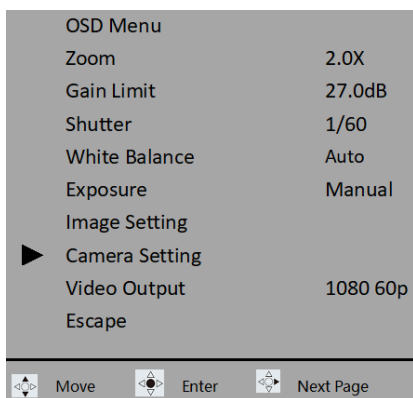 OSD Menu
Zoom 2.0X
Gain Limit 27.0dB
Shutter 1/60
White Balance Auto
Exposure Manual
Image Setting
Camera Setting
Video Output 1080 60p
Escape
Move Enter Next Page